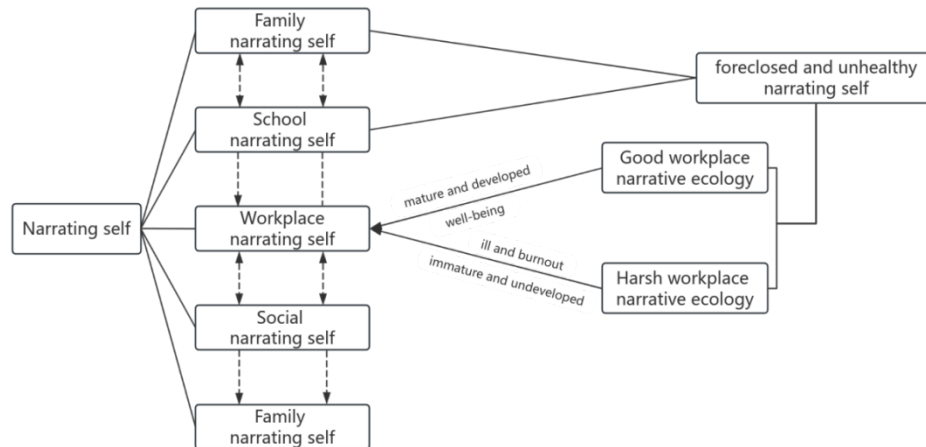 Family
narrating self
foreclosed and unhealthy
narrating self
School
narrating self
Good workplace
narrative ecology
mature and developed
well-being
Narrating self
Workplace
narrating self
ill and burnout
immature and undeveloped
Harsh workplace
narrative ecology
Social
narrating self
Family
narrating self